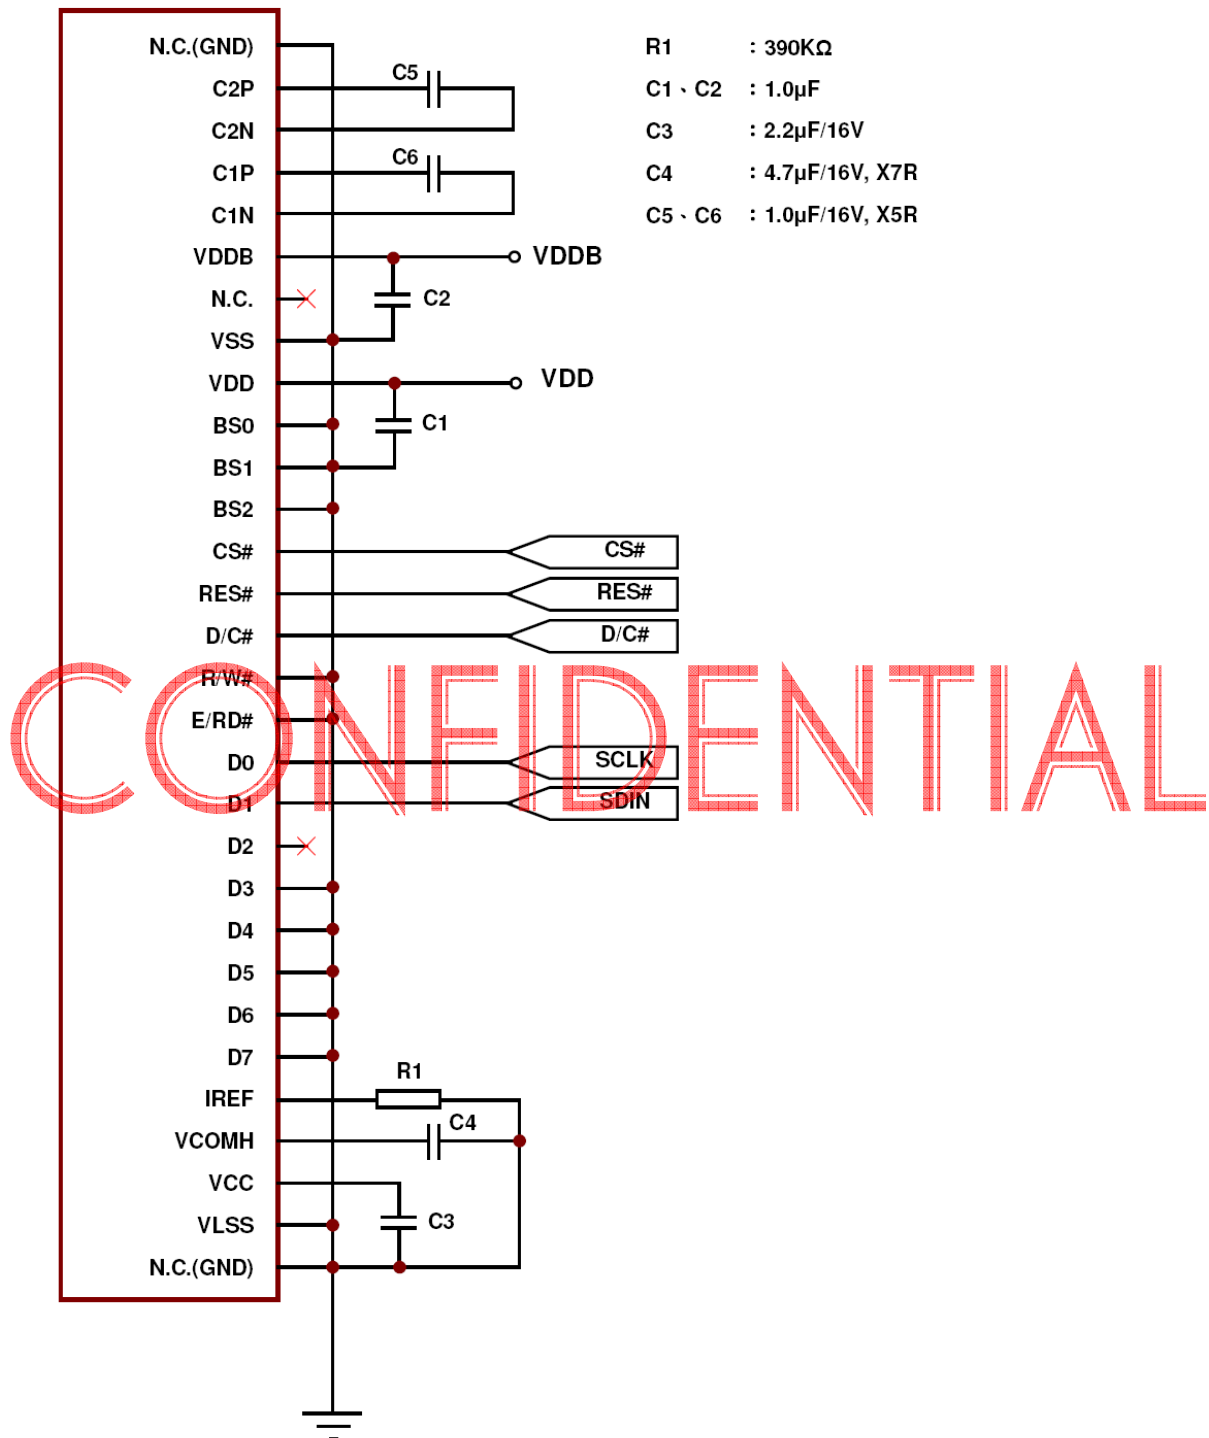 N.C.(GND)
C2P
C2N
C1P
C1N
VDDB
N.C.
VSS
VDD
BS0
BS1
BS2
CS#
RES#
D/C#
R/W#
E/RD#
D0
D1
D2
D3
D4
D5
D6
D7
IREF
VCOMH
VCC
VLSS
N.C.(GND)
C5
C6
VDDB
C2
VDD
C1
CS#
RES#
D/C#
SCLK
SDIN
R1
C4
C3
R1 : 390KΩ
C1、C2 : 1.0μF
C3 : 2.2μF/16V
C4 : 4.7μF/16V, X7R
C5、C6 : 1.0μF/16V, X5R
CONFIDENTIAL